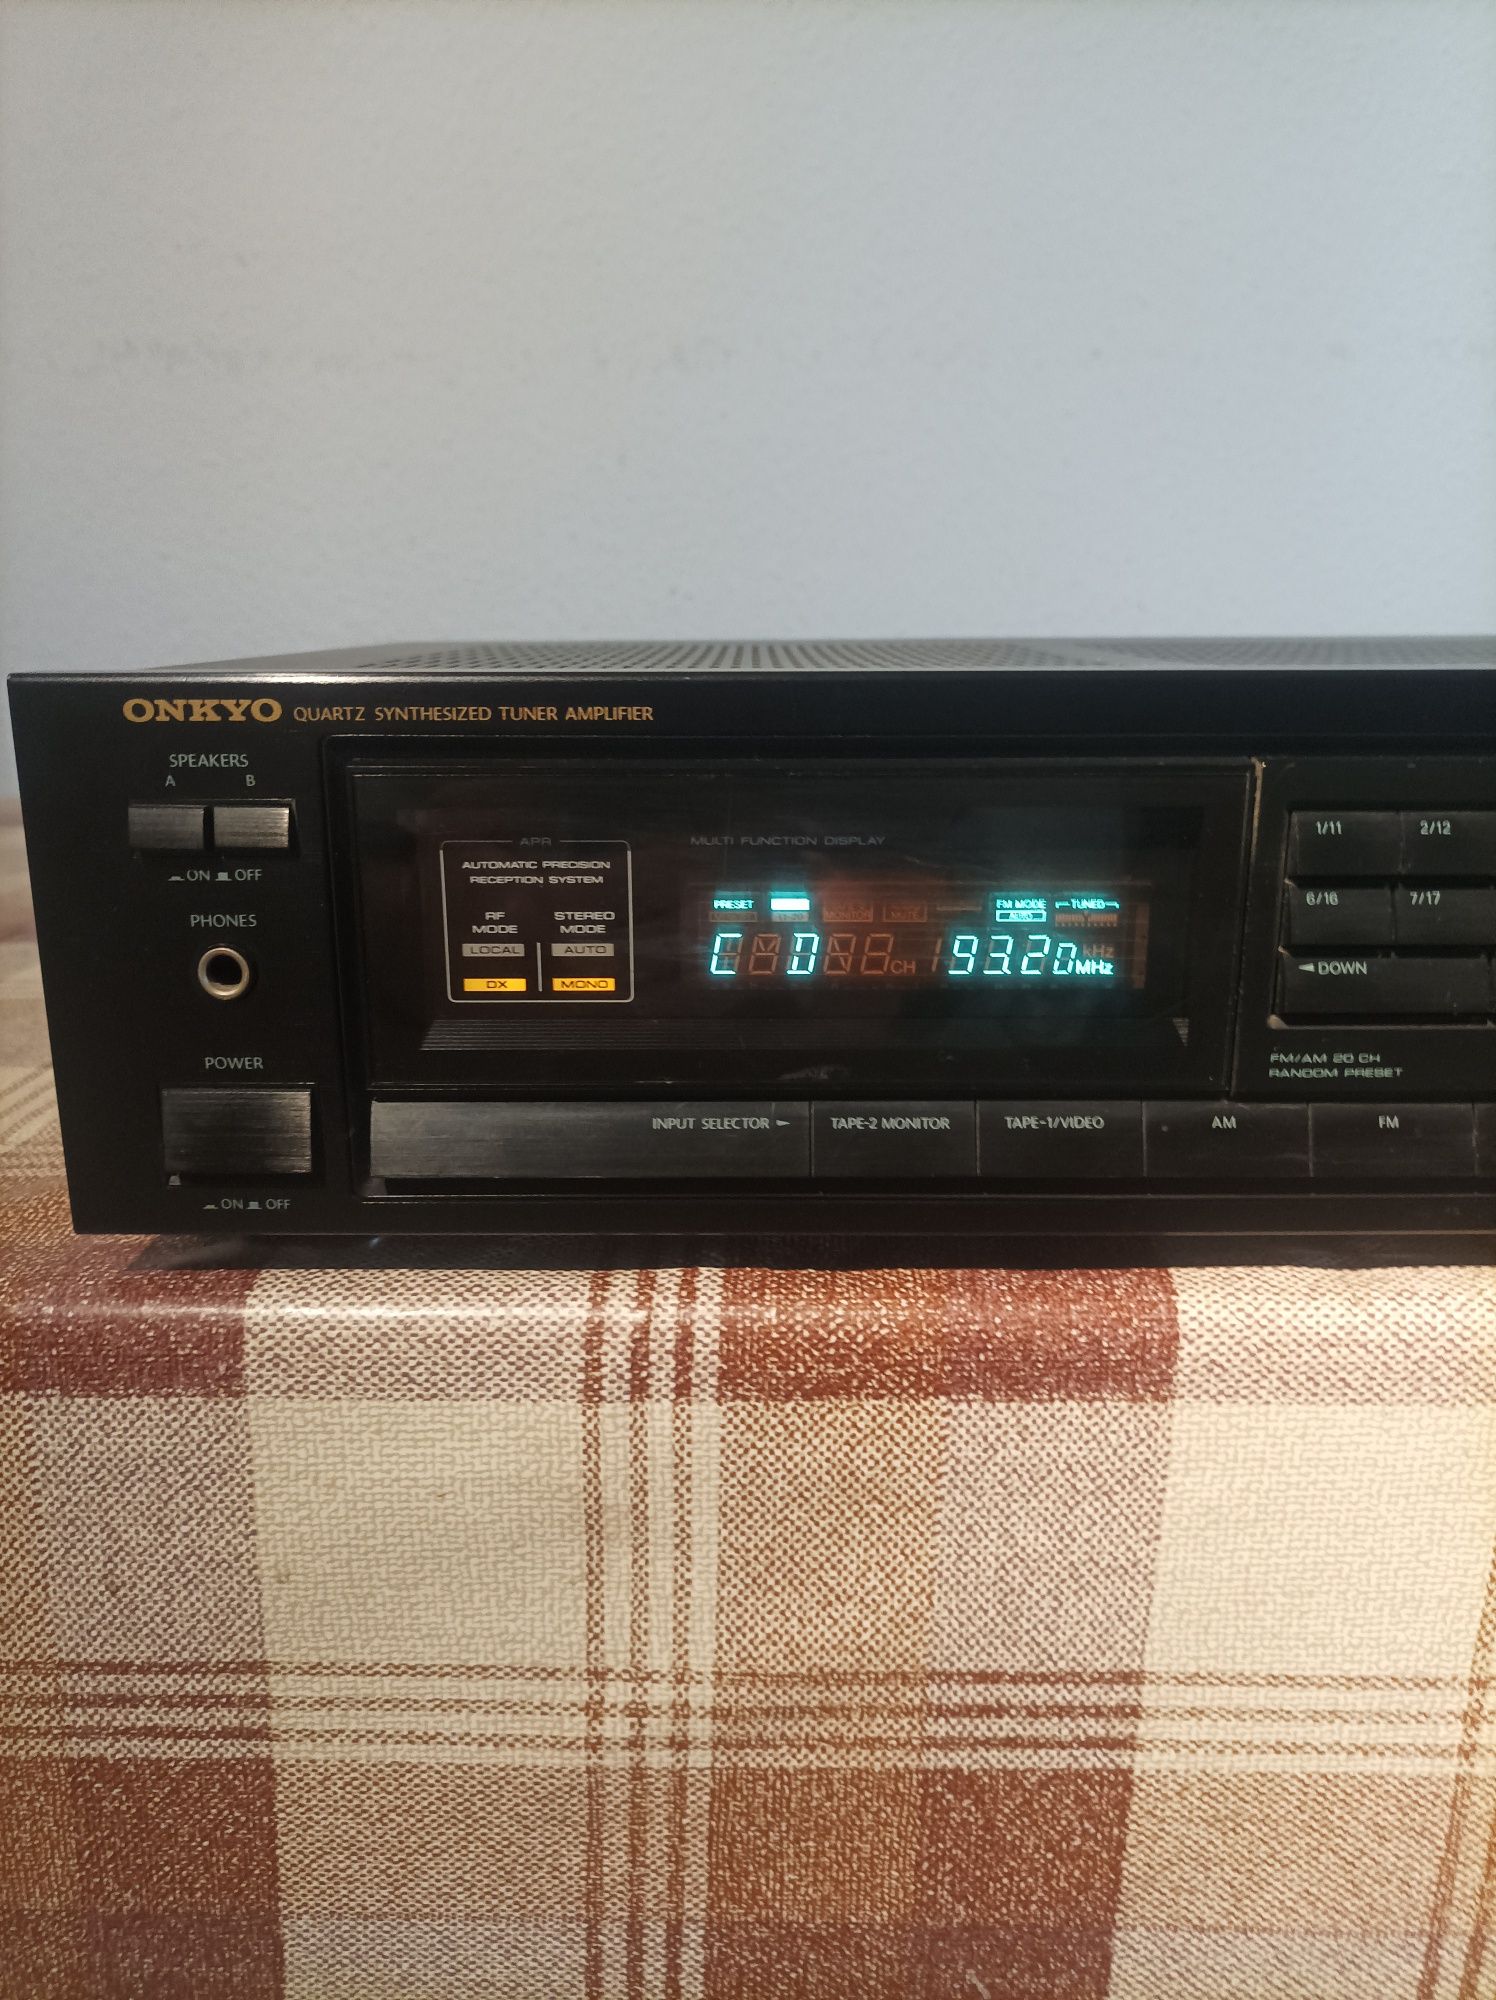 ONKYO QUARTZ SYNTHESIZED TUNER AMPLIFIER
SPEAKERS
A B
ON OFF
PHONES
POWER
ON OFF
APR
AUTOMATIC PRECISION
RECEPTION SYSTEM
RF
MODE
STEREO
MODE
LOCAL AUTO
DX MONO
MULTI FUNCTION DISPLAY
PRESET FM MODE TUNED
MONITOR MUTE AUTO
C D CH 93.20 kHz
MHz
1/11 2/12
6/16 7/17
DOWN
FM/AM 20 CH
RANDOM PRESET
INPUT SELECTOR TAPE-2 MONITOR TAPE-1/VIDEO AM FM